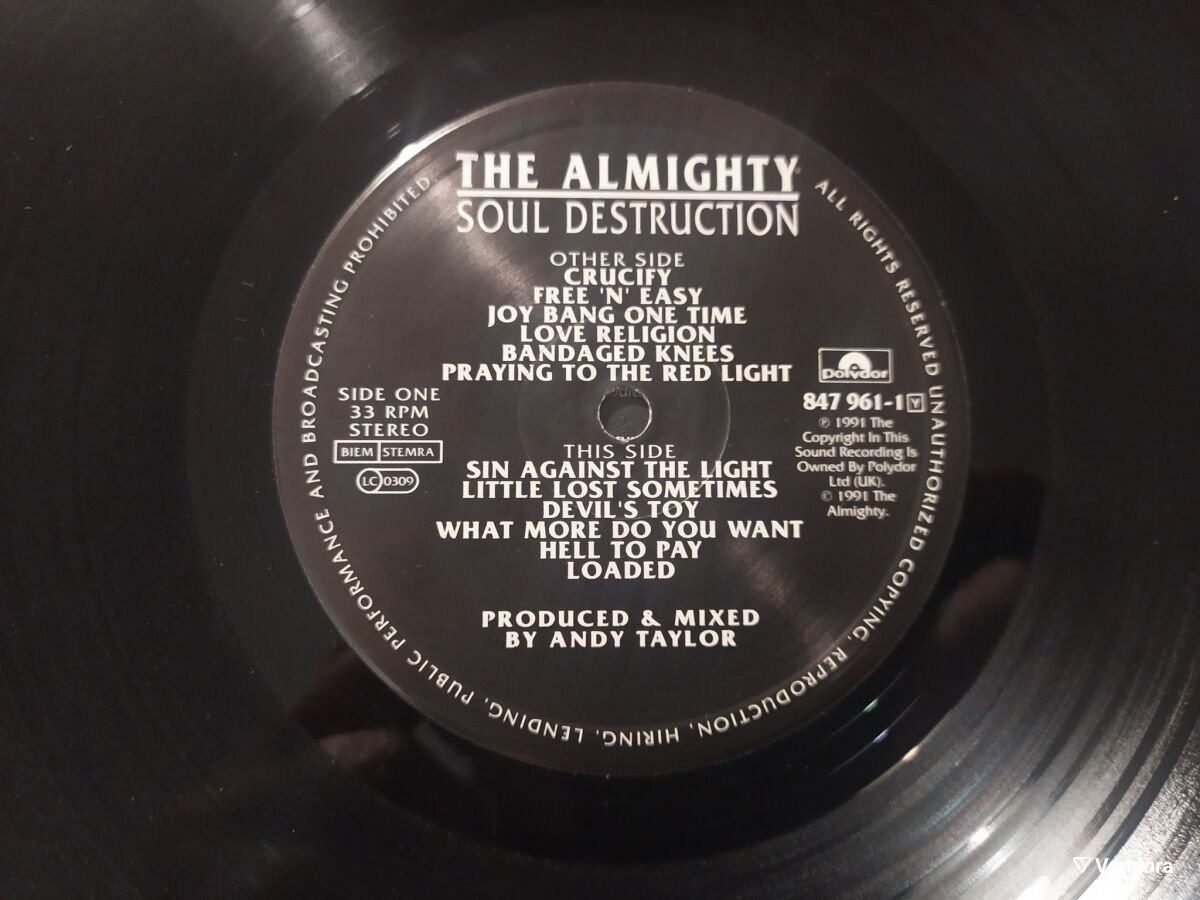 THE ALMIGHTY
SOUL DESTRUCTION
OTHER SIDE
CRUCIFY
FREE 'N' EASY
JOY BANG ONE TIME
LOVE RELIGION
BANDAGED KNEES
PRAYING TO THE RED LIGHT
SIDE ONE
33 RPM
STEREO
BIEM STEMRA
LC 0309
polydor
847 961-1 Y
℗ 1991 The
Copyright In This
Sound Recording Is
Owned By Polydor
Ltd (UK).
© 1991 The
Almighty.
THIS SIDE
SIN AGAINST THE LIGHT
LITTLE LOST SOMETIMES
DEVIL'S TOY
WHAT MORE DO YOU WANT
HELL TO PAY
LOADED
PRODUCED & MIXED
BY ANDY TAYLOR
ALL RIGHTS RESERVED UNAUTHORIZED COPYING, REPRODUCTION, HIRING, LENDING, PUBLIC PERFORMANCE AND BROADCASTING PROHIBITED.
Vendora